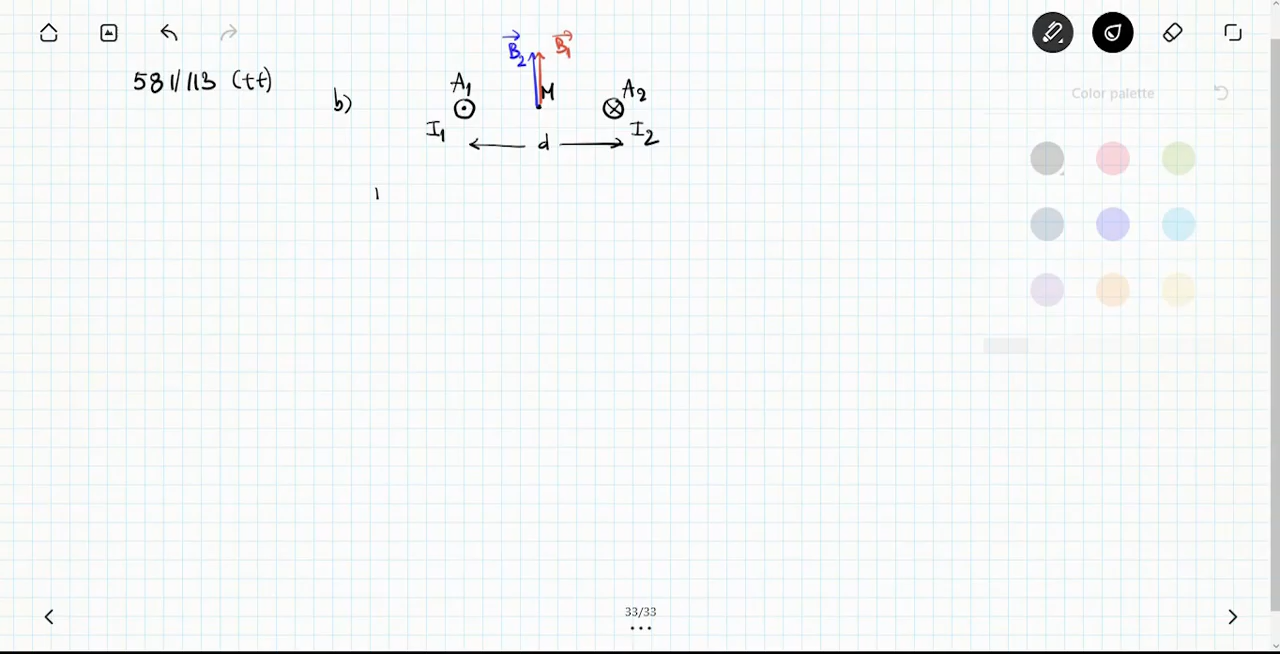 581/113 (tt)
b)
B₂ B₁
A₁ M A₂
I₁ d I₂
Color palette
33/33